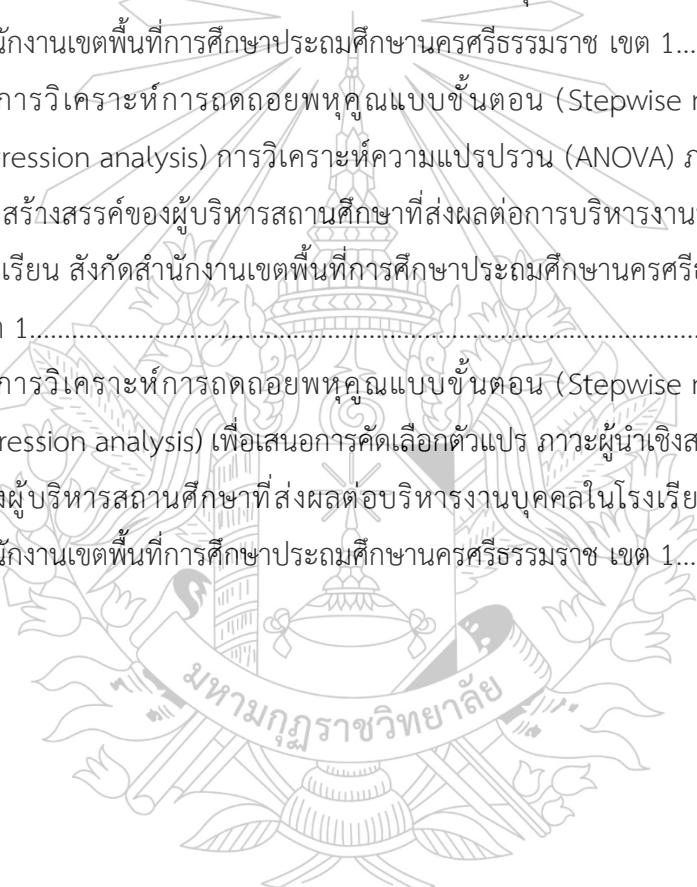 นักงานเขตพื้นที่การศึกษาประถมศึกษานครศรีธรรมราช เขต 1...
การวิเคราะห์การถดถอยพหุคูณแบบขั้นตอน (Stepwise
ression analysis) การวิเคราะห์ความแปรปรวน (ANOVA)
สร้างสรรค์ของผู้บริหารสถานศึกษาที่ส่งผลต่อการบริหารงาน
เรียน สังกัดสำนักงานเขตพื้นที่การศึกษาประถมศึกษานครศรี
1....................................................................................................
การวิเคราะห์การถดถอยพหุคูณแบบขั้นตอน (Stepwise
ression analysis) เพื่อเสนอการคัดเลือกตัวแปร ภาวะผู้นำเชิงส
งผู้บริหารสถานศึกษาที่ส่งผลต่อบริหารงานบุคคลในโรงเรีย
นักงานเขตพื้นที่การศึกษาประถมศึกษานครศรีธรรมราช เขต 1...
มหามกุฏราชวิทยาลัย